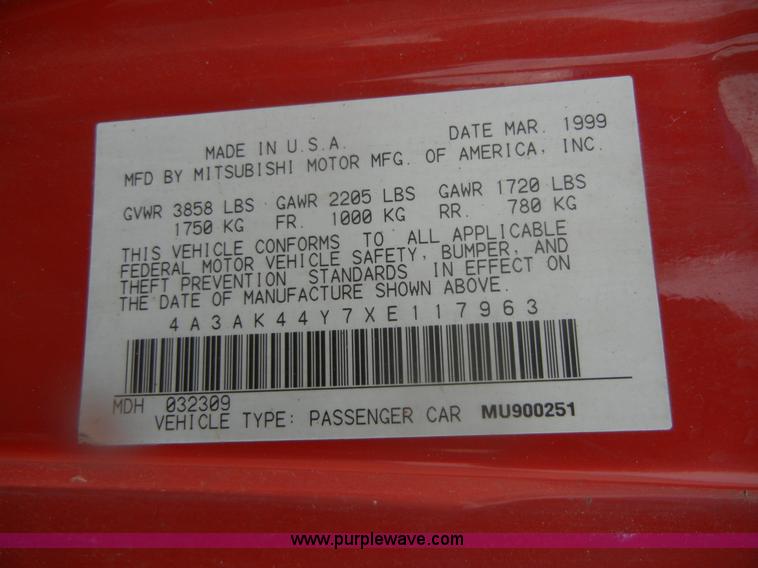 MADE IN U.S.A. DATE MAR. 1999
MFD BY MITSUBISHI MOTOR MFG. OF AMERICA, INC.
GVWR 3858 LBS GAWR 2205 LBS GAWR 1720 LBS
1750 KG FR. 1000 KG RR. 780 KG
THIS VEHICLE CONFORMS TO ALL APPLICABLE
FEDERAL MOTOR VEHICLE SAFETY, BUMPER, AND
THEFT PREVENTION STANDARDS IN EFFECT ON
THE DATE OF MANUFACTURE SHOWN ABOVE.
4A3AK44Y7XE117963
MDH 032309
VEHICLE TYPE: PASSENGER CAR MU900251
www.purplewave.com